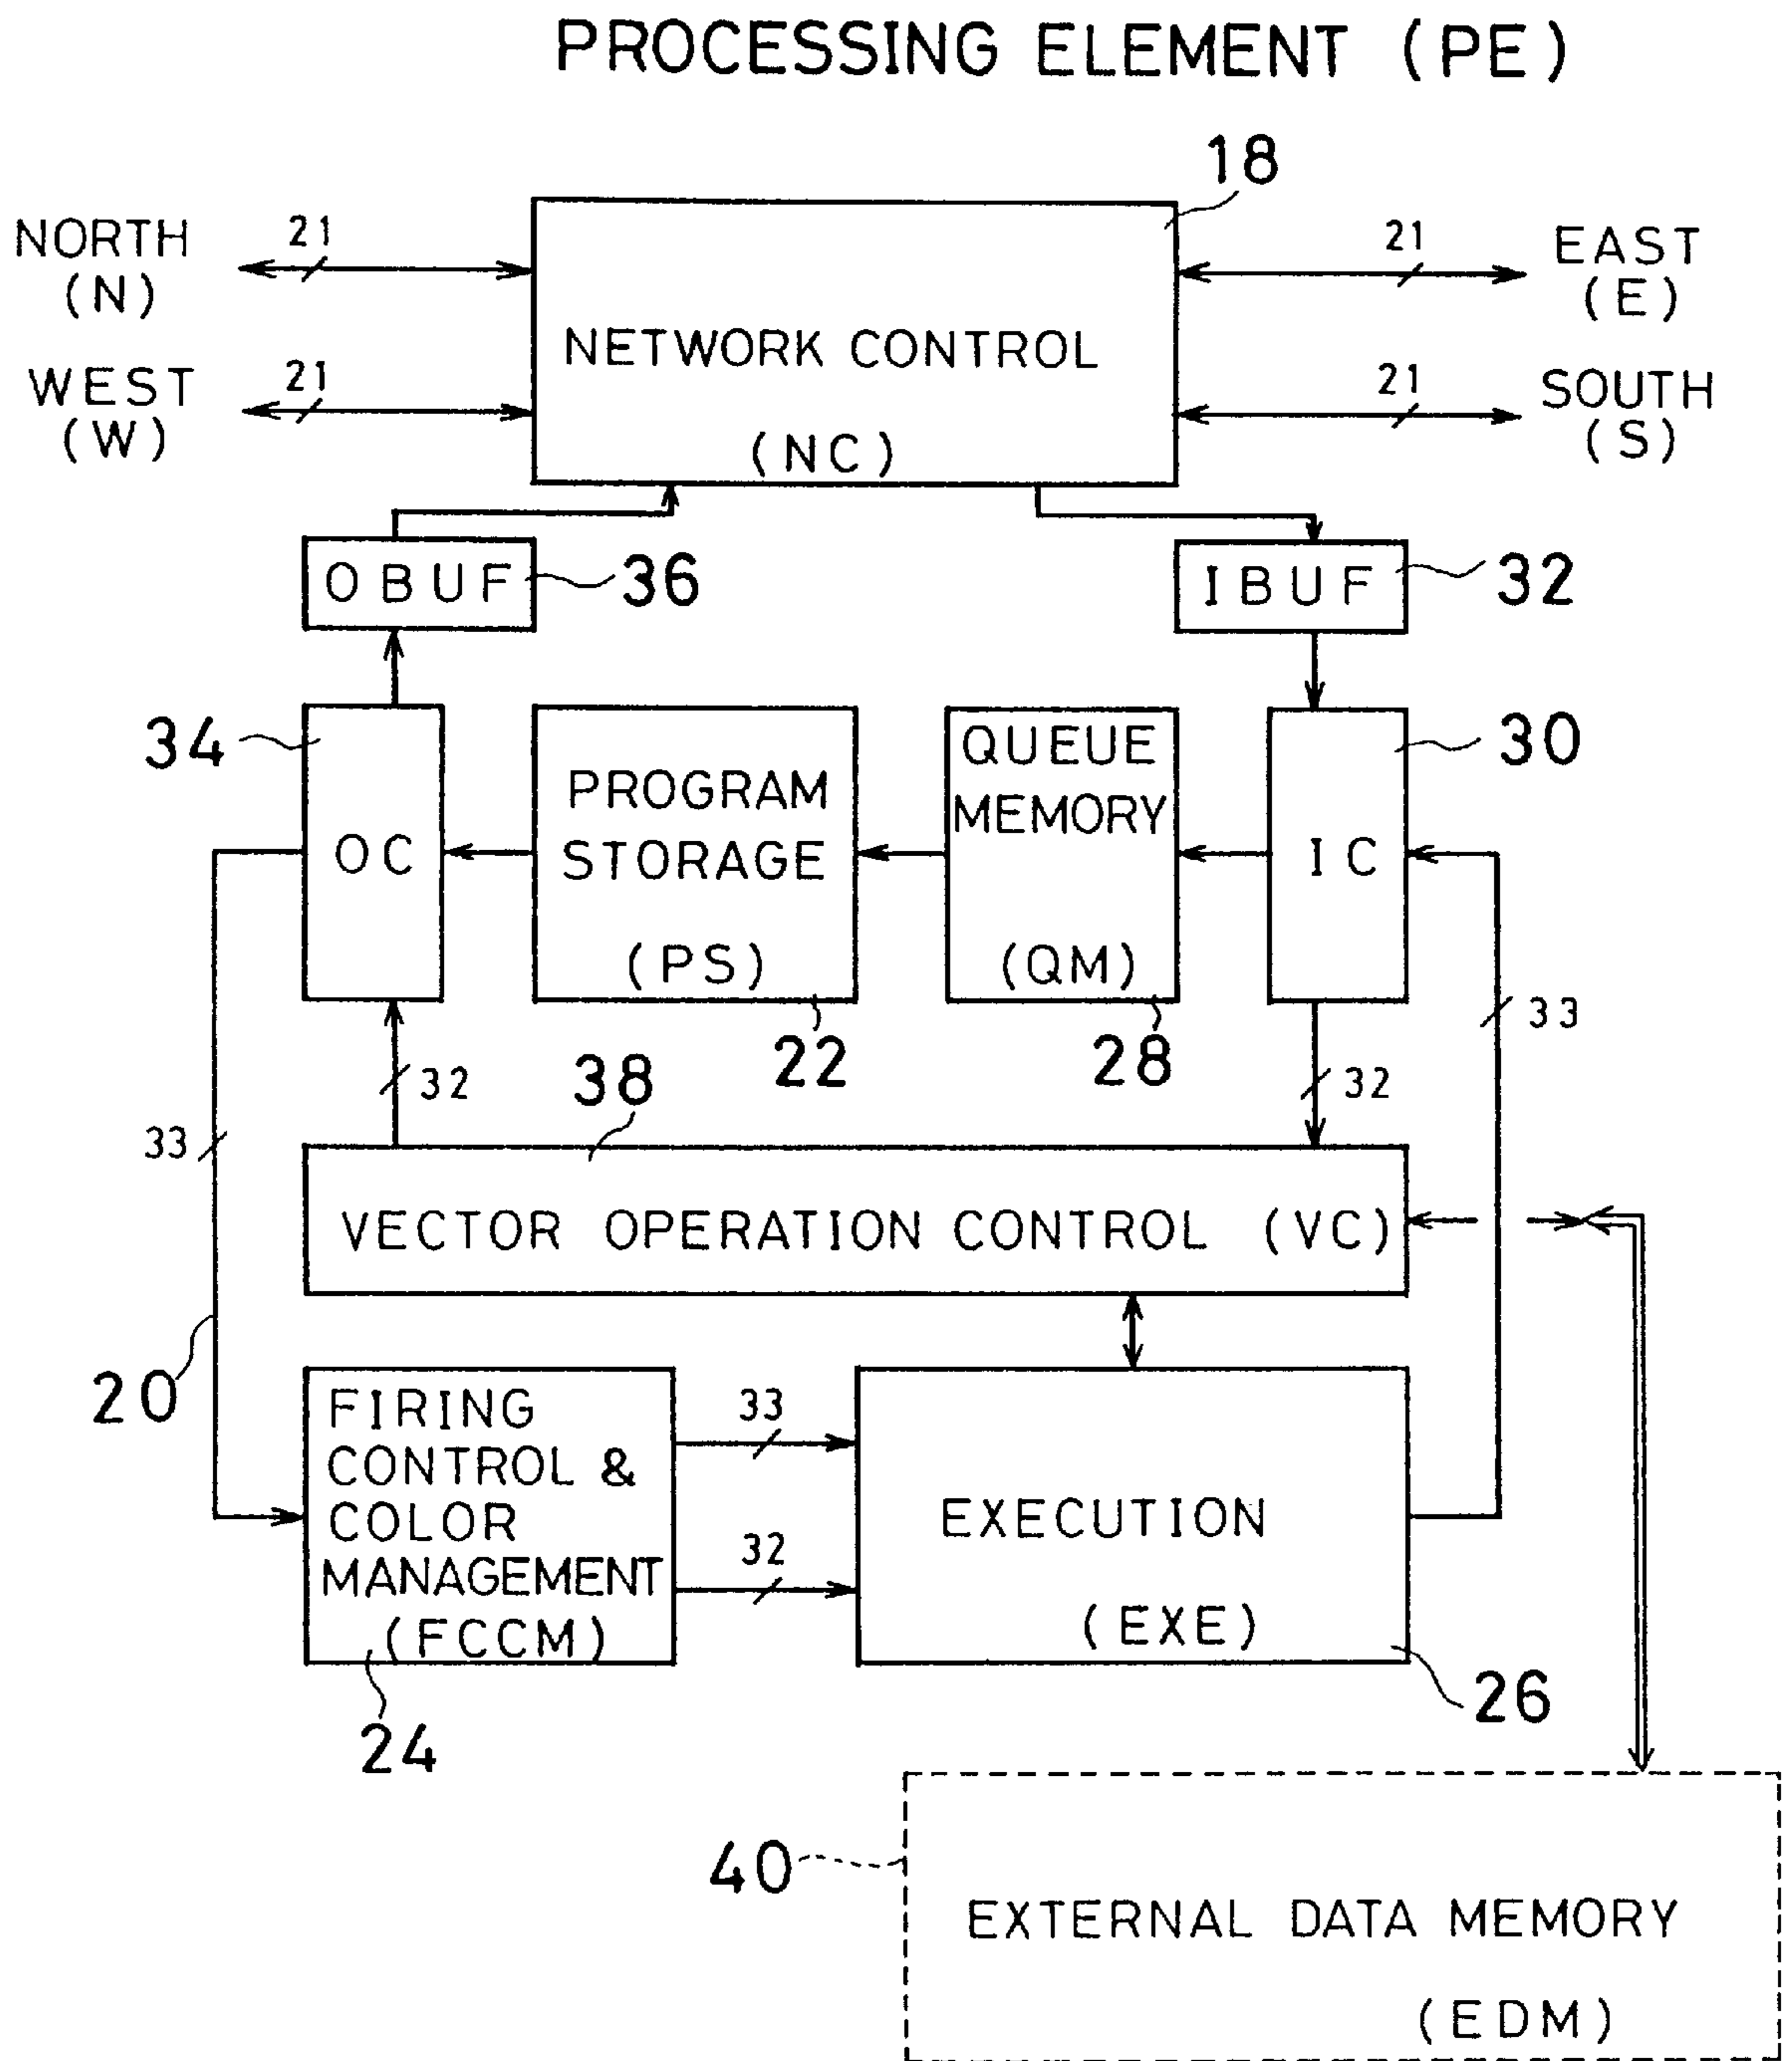 PROCESSING ELEMENT (PE)
18
NORTH
(N)
21
21
EAST
(E)
NETWORK CONTROL
(NC)
WEST
(W)
21
21
SOUTH
(S)
OBUF
36
IBUF
32
34
OC
PROGRAM
STORAGE
(PS)
QUEUE
MEMORY
(QM)
IC
30
22
28
33
32
38
32
33
VECTOR OPERATION CONTROL (VC)
20
FIRING
CONTROL &
COLOR
MANAGEMENT
(FCCM)
33
32
EXECUTION
(EXE)
24
26
40
EXTERNAL DATA MEMORY
(EDM)